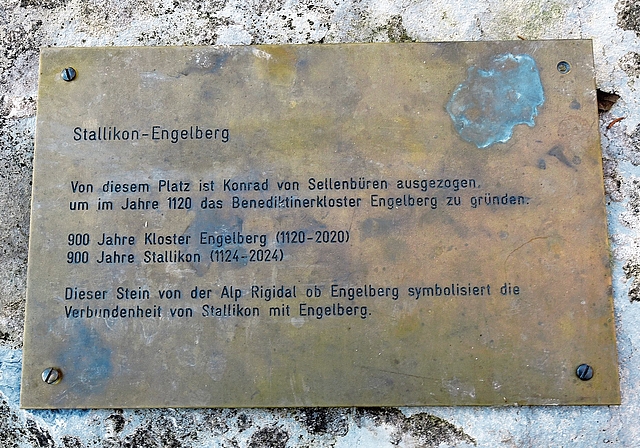 Stallikon-Engelberg
Von diesem Platz ist Konrad von Sellenbüren ausgezogen,
um im Jahre 1120 das Benediktinerkloster Engelberg zu gründen.
900 Jahre Kloster Engelberg (1120-2020)
900 Jahre Stallikon (1124-2024)
Dieser Stein von der Alp Rigidal ob Engelberg symbolisiert die
Verbundenheit von Stallikon mit Engelberg.